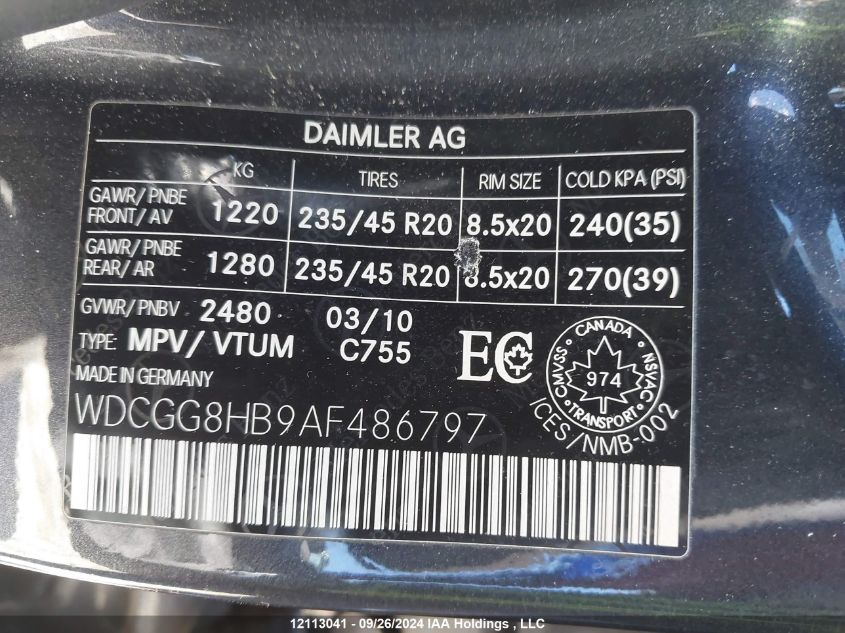 DAIMLER AG
KG TIRES RIM SIZE COLD KPA (PSI)
GAWR/PNBE FRONT/AV 1220 235/45 R20 8.5x20 240(35)
GAWR/PNBE REAR/AR 1280 235/45 R20 8.5x20 270(39)
GVWR/PNBV 2480 03/10
TYPE: MPV/VTUM C755
EC
CANADA
CMVSS 974 NSVAC
TRANSPORT
ICES/NMB-002
MADE IN GERMANY
WDCGG8HB9AF486797
12113041 - 09/26/2024 IAA Holdings , LLC